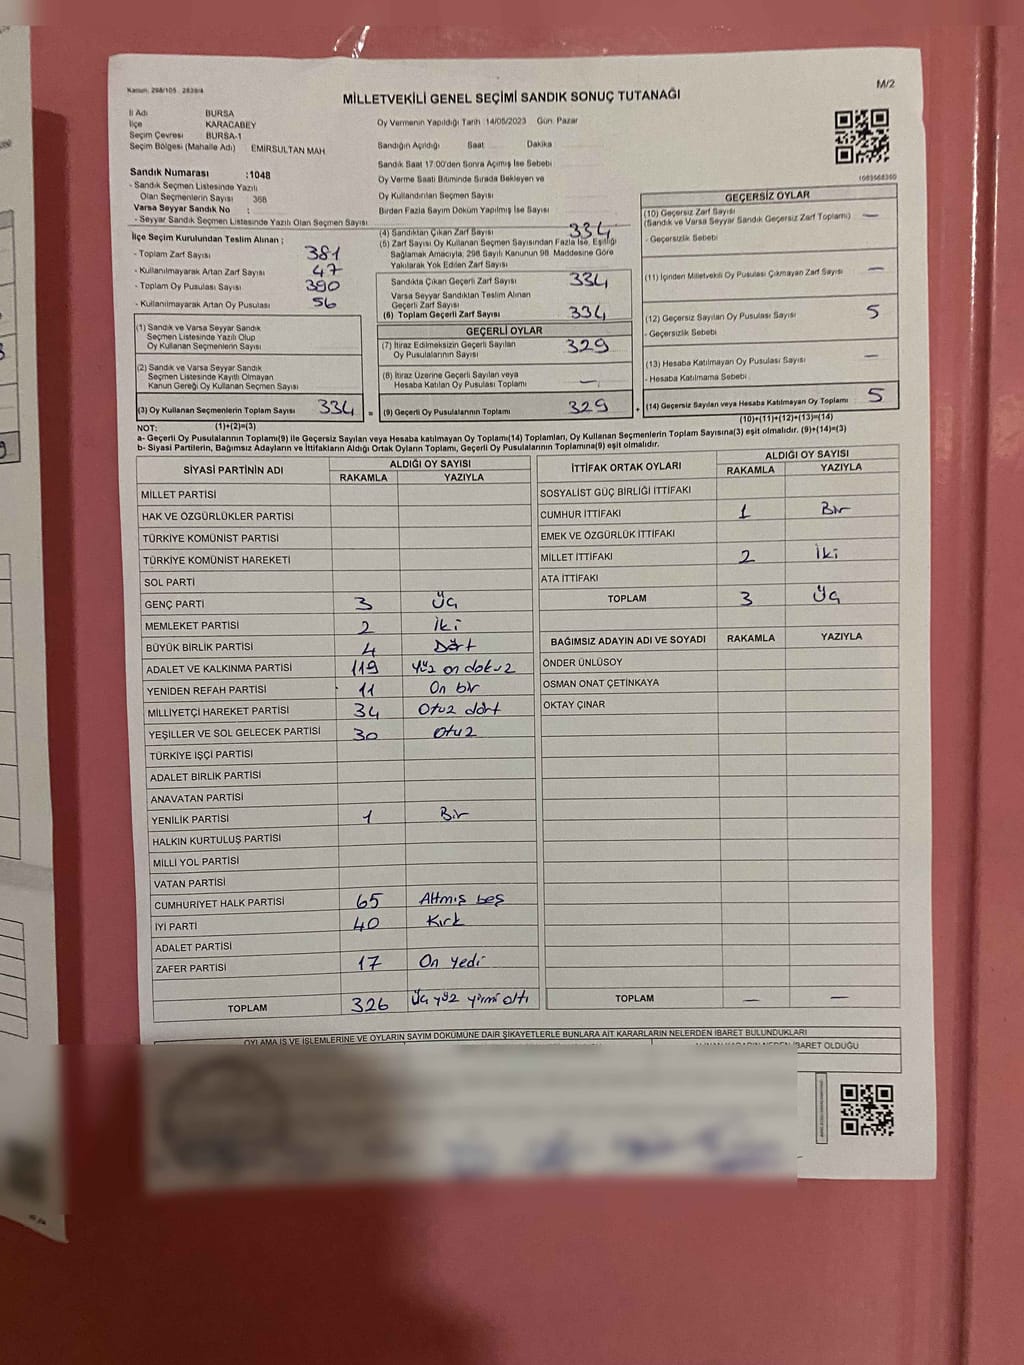 Kanun: 298/105 , 2839/4
M/2
MİLLETVEKİLİ GENEL SEÇİMİ SANDIK SONUÇ TUTANAĞI
İl Adı BURSA
İlçe KARACABEY
Seçim Çevresi BURSA-1
Seçim Bölgesi (Mahalle Adı) EMİRSULTAN MAH
Oy Vermenin Yapıldığı Tarih 14/05/2023 Gün: Pazar
Sandığın Açıldığı Saat Dakika
Sandık Saat 17:00'den Sonra Açılmış İse Sebebi
Oy Verme Saati Bitiminde Sırada Bekleyen ve
Oy Kullandırılan Seçmen Sayısı
Birden Fazla Sayım Döküm Yapılmış İse Sayısı
Sandık Numarası :1048
- Sandık Seçmen Listesinde Yazılı
Olan Seçmenlerin Sayısı 368
Varsa Seyyar Sandık No :
- Seyyar Sandık Seçmen Listesinde Yazılı Olan Seçmen Sayısı:
İlçe Seçim Kurulundan Teslim Alınan ;
- Toplam Zarf Sayısı 381
- Kullanılmayarak Artan Zarf Sayısı 47
- Toplam Oy Pusulası Sayısı 390
- Kullanılmayarak Artan Oy Pusulası 56
(1) Sandık ve Varsa Seyyar Sandık
Seçmen Listesinde Yazılı Olup
Oy Kullanan Seçmenlerin Sayısı
(2) Sandık ve Varsa Seyyar Sandık
Seçmen Listesinde Kayıtlı Olmayan
Kanun Gereği Oy Kullanan Seçmen Sayısı
(3) Oy Kullanan Seçmenlerin Toplam Sayısı 334 =
(4) Sandıktan Çıkan Zarf Sayısı 334
(5) Zarf Sayısı Oy Kullanan Seçmen Sayısından Fazla İse, Eşitliği
Sağlamak Amacıyla, 298 Sayılı Kanunun 98. Maddesine Göre
Yakılarak Yok Edilen Zarf Sayısı
Sandıkta Çıkan Geçerli Zarf Sayısı 334
Varsa Seyyar Sandıktan Teslim Alınan
Geçerli Zarf Sayısı
(6) Toplam Geçerli Zarf Sayısı 334
GEÇERLİ OYLAR
(7) İtiraz Edilmeksizin Geçerli Sayılan
Oy Pusulalarının Sayısı 329
(8) İtiraz Üzerine Geçerli Sayılan veya
Hesaba Katılan Oy Pusulası Toplamı —
(9) Geçerli Oy Pusulalarının Toplamı 329 +
GEÇERSİZ OYLAR
(10) Geçersiz Zarf Sayısı
(Sandık ve Varsa Seyyar Sandık Geçersiz Zarf Toplamı) —
- Geçersizlik Sebebi
(11) İçinden Milletvekili Oy Pusulası Çıkmayan Zarf Sayısı —
(12) Geçersiz Sayılan Oy Pusulası Sayısı 5
- Geçersizlik Sebebi
(13) Hesaba Katılmayan Oy Pusulası Sayısı —
- Hesaba Katılmama Sebebi
(14) Geçersiz Sayılan veya Hesaba Katılmayan Oy Toplamı 5
NOT: (1)+(2)=(3) (10)+(11)+(12)+(13)=(14)
a- Geçerli Oy Pusulaları Toplamı(9) ile Geçersiz Sayılan veya Hesaba katılmayan Oy Toplamı(14) Toplamları, Oy Kullanan Seçmenlerin Toplam Sayısına(3) eşit olmalıdır. (9)+(14)=(3)
b- Siyasi Partilerin, Bağımsız Adayların ve İttifakların Aldığı Ortak Oyların Toplamı, Geçerli Oy Pusulalarının Toplamına(9) eşit olmalıdır.
SİYASİ PARTİNİN ADI ALDIĞI OY SAYISI
RAKAMLA YAZIYLA
MİLLET PARTİSİ
HAK VE ÖZGÜRLÜKLER PARTİSİ
TÜRKİYE KOMÜNİST PARTİSİ
TÜRKİYE KOMÜNİST HAREKETİ
SOL PARTİ
GENÇ PARTİ 3 Üç
MEMLEKET PARTİSİ 2 İki
BÜYÜK BİRLİK PARTİSİ 4 Dört
ADALET VE KALKINMA PARTİSİ 119 Yüz on dokuz
YENİDEN REFAH PARTİSİ 11 On bir
MİLLİYETÇİ HAREKET PARTİSİ 34 Otuz dört
YEŞİLLER VE SOL GELECEK PARTİSİ 30 Otuz
TÜRKİYE İŞÇİ PARTİSİ
ADALET BİRLİK PARTİSİ
ANAVATAN PARTİSİ
YENİLİK PARTİSİ 1 Bir
HALKIN KURTULUŞ PARTİSİ
MİLLİ YOL PARTİSİ
VATAN PARTİSİ
CUMHURİYET HALK PARTİSİ 65 Altmış beş
İYİ PARTİ 40 Kırk
ADALET PARTİSİ
ZAFER PARTİSİ 17 On yedi
TOPLAM 326 Üç yüz yirmi altı
İTTİFAK ORTAK OYLARI ALDIĞI OY SAYISI
RAKAMLA YAZIYLA
SOSYALİST GÜÇ BİRLİĞİ İTTİFAKI
CUMHUR İTTİFAKI 1 Bir
EMEK VE ÖZGÜRLÜK İTTİFAKI
MİLLET İTTİFAKI 2 İki
ATA İTTİFAKI
TOPLAM 3 Üç
BAĞIMSIZ ADAYIN ADI VE SOYADI RAKAMLA YAZIYLA
ÖNDER ÜNLÜSOY
OSMAN ONAT ÇETİNKAYA
OKTAY ÇINAR
TOPLAM — —
OYLAMA İŞ VE İŞLEMLERİNE VE OYLARIN SAYIM DÖKÜMÜNE DAİR ŞİKAYETLERLE BUNLARA AİT KARARLARIN NELERDEN İBARET BULUNDUKLARI
İBARET OLDUĞU